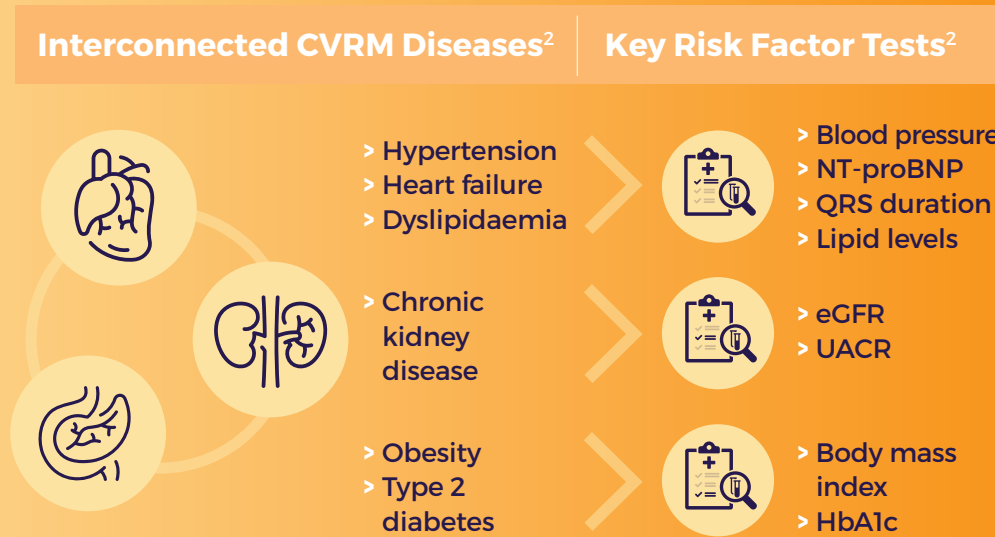 Interconnected CVRM Diseases²
Key Risk Factor Tests²
> Hypertension
> Heart failure
> Dyslipidaemia
> Blood pressure
> NT-proBNP
> QRS duration
> Lipid levels
> Chronic
kidney
disease
> eGFR
> UACR
> Obesity
> Type 2
diabetes
> Body mass
index
> HbA1c